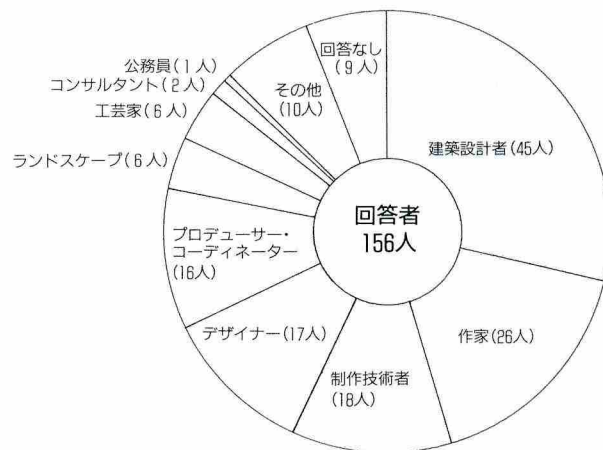 回答者
156人
建築設計者(45人)
作家(26人)
制作技術者
(18人)
デザイナー(17人)
プロデューサー・
コーディネーター
(16人)
ランドスケープ(6人)
工芸家(6人)
コンサルタント(2人)
公務員(1人)
その他
(10人)
回答なし
(9人)